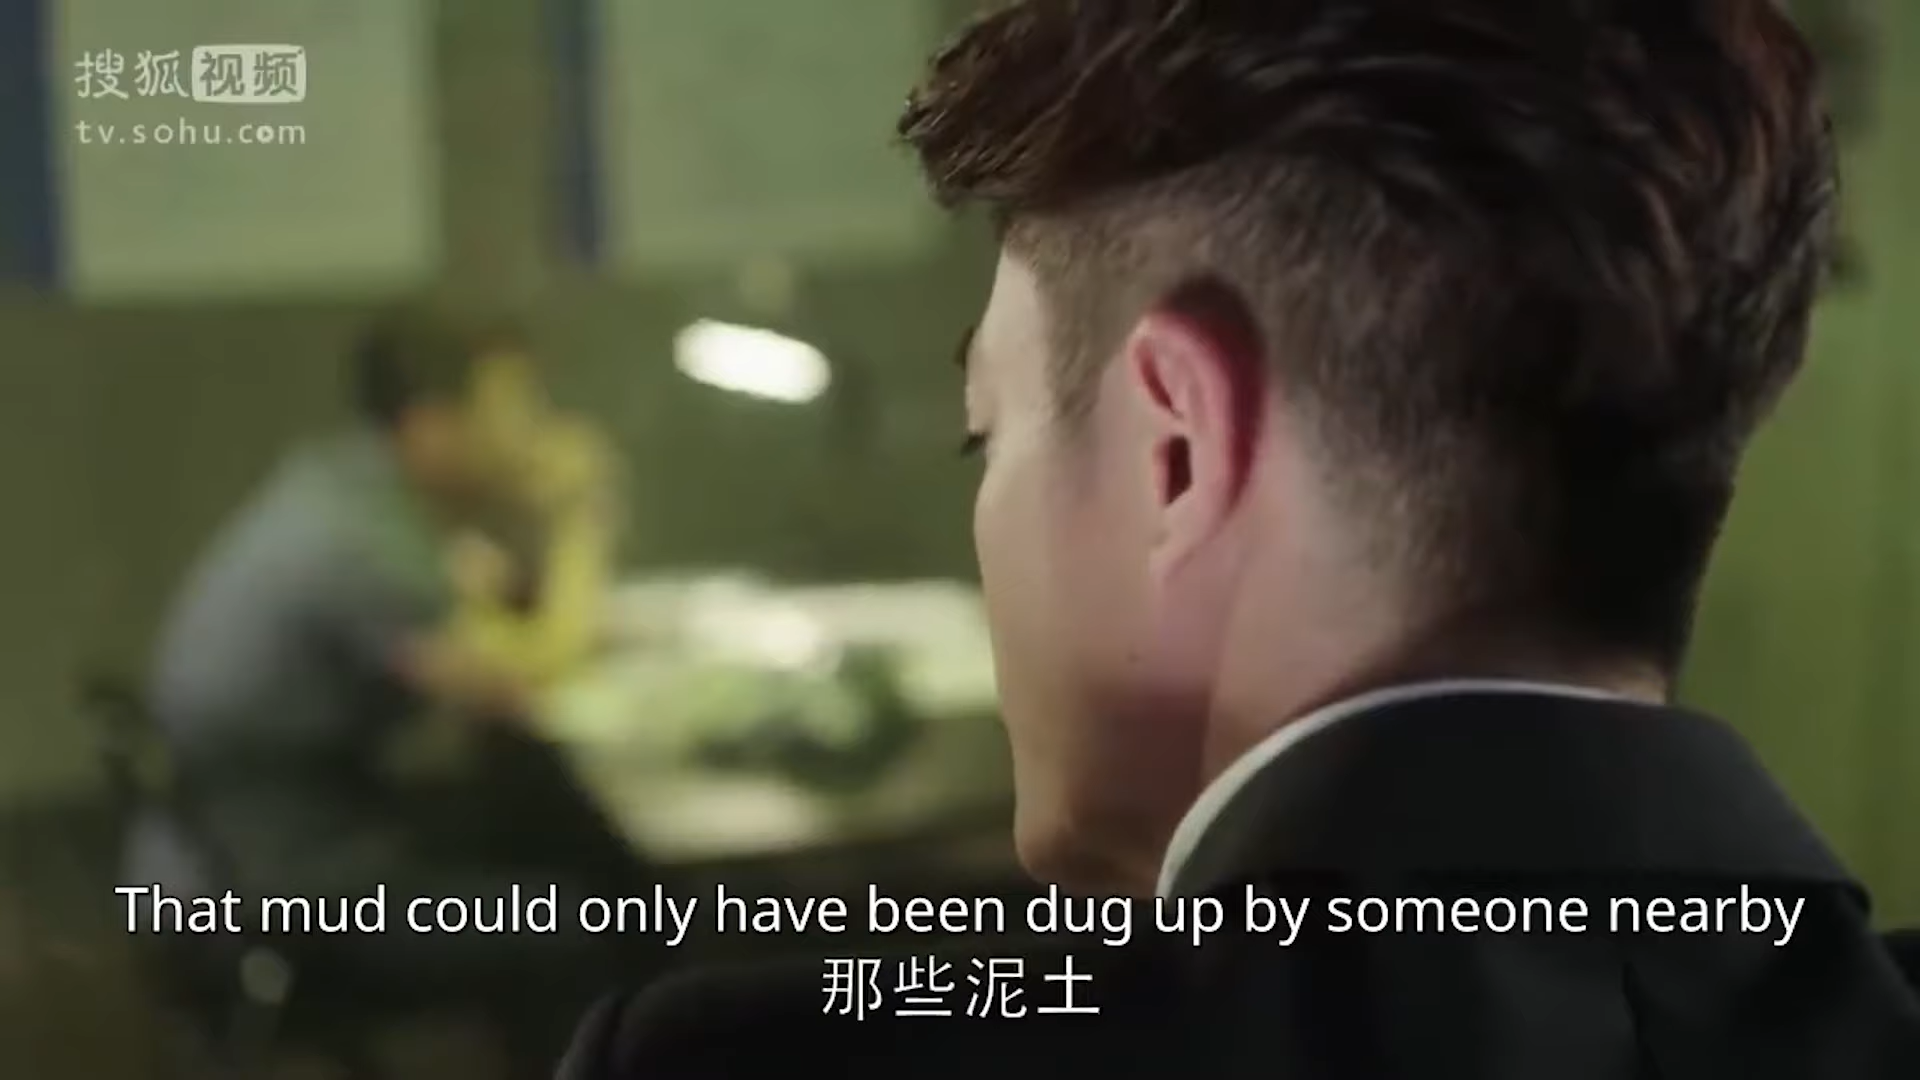 搜狐视频
tv.sohu.com
That mud could only have been dug up by someone nearby
那些泥土